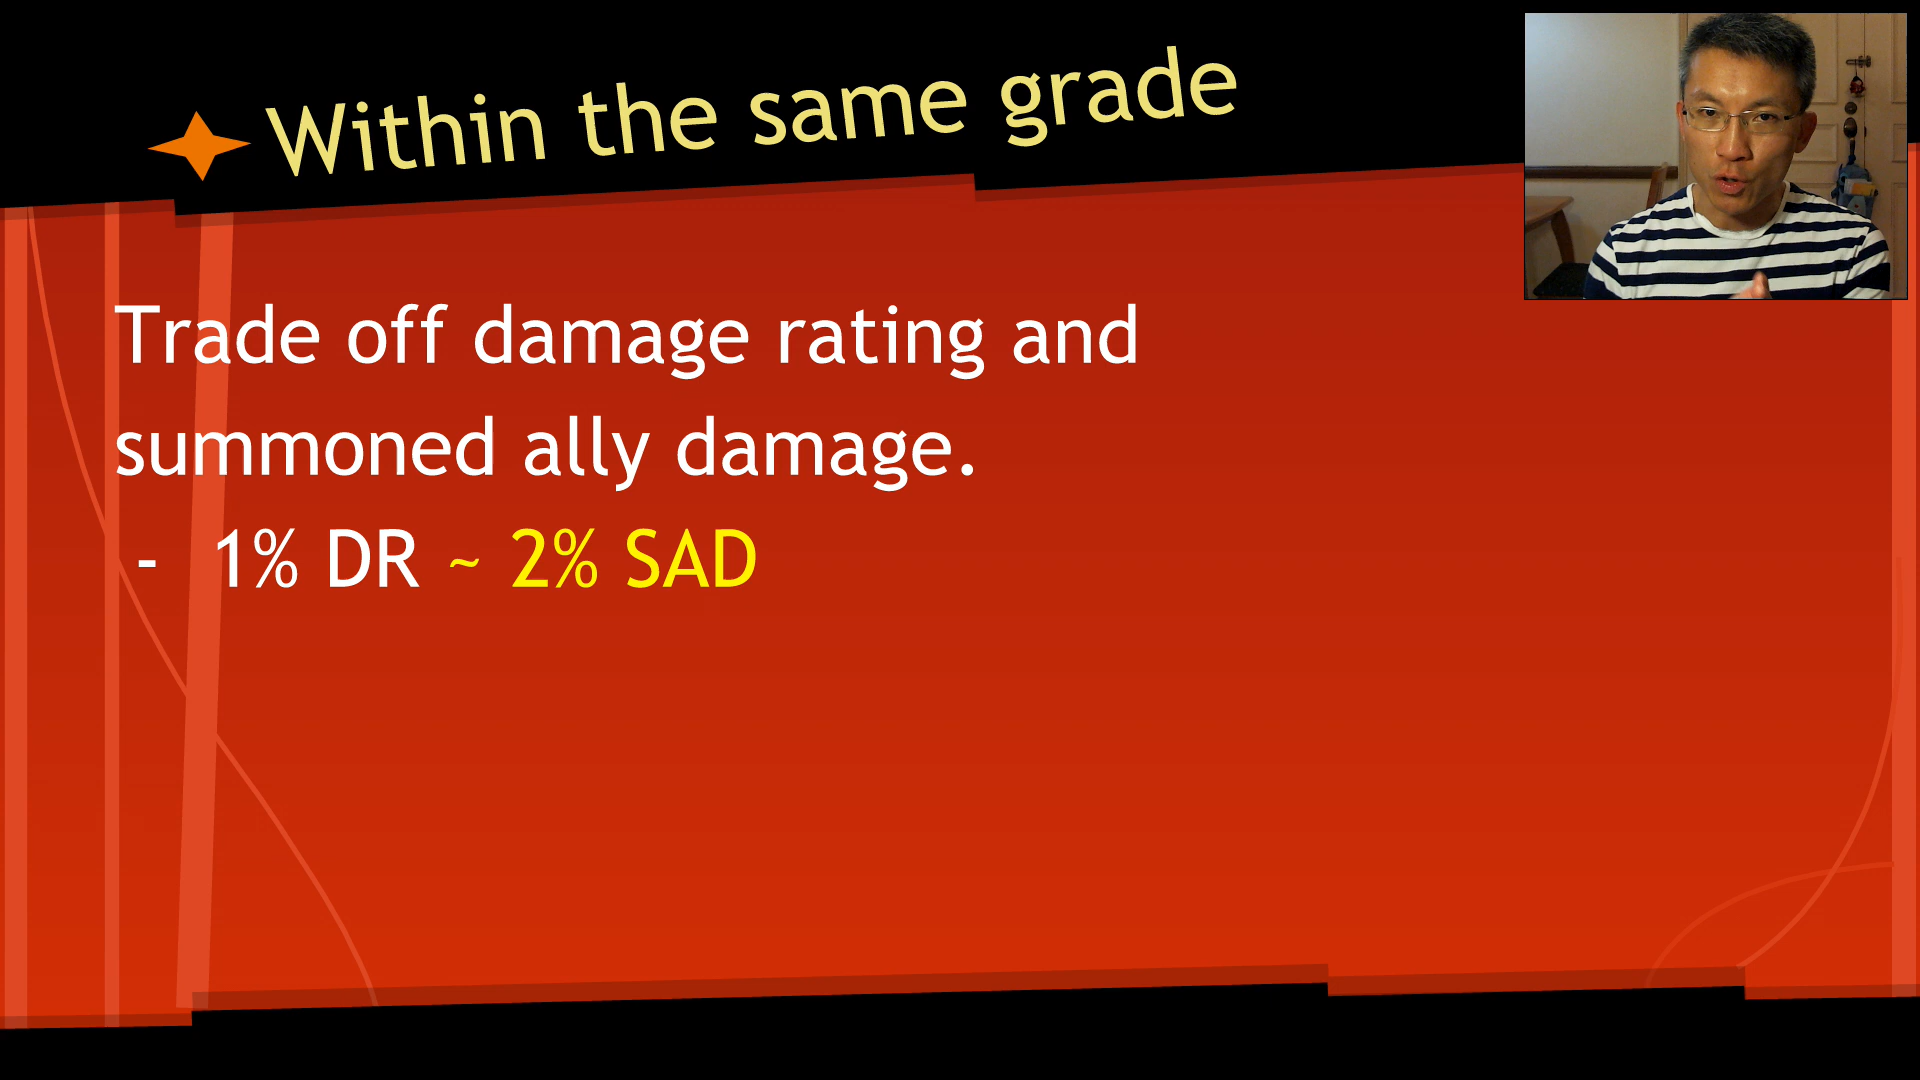 Within the same grade
Trade off damage rating and
summoned ally damage.
- 1% DR ~ 2% SAD